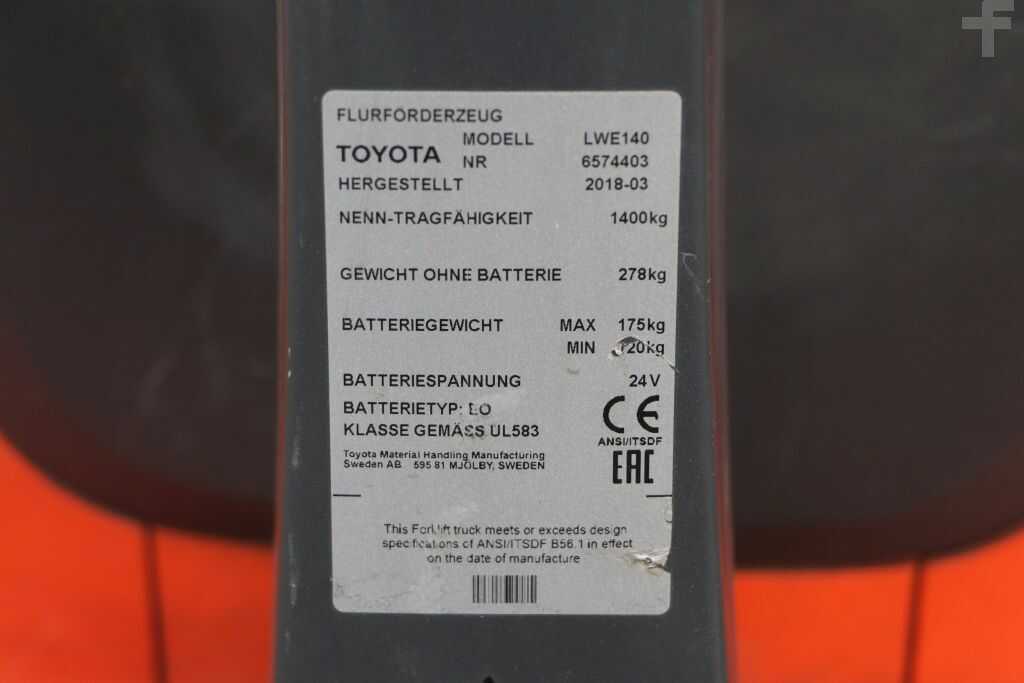 FLURFÖRDERZEUG
TOYOTA
MODELL LWE140
NR 6574403
HERGESTELLT 2018-03
NENN-TRAGFÄHIGKEIT 1400kg
GEWICHT OHNE BATTERIE 278kg
BATTERIEGEWICHT MAX 175kg
MIN 120kg
BATTERIESPANNUNG 24V
BATTERIETYP: EO
KLASSE GEMÄSS UL583
CE
ANSI/ITSDF
EAC
Toyota Material Handling Manufacturing
Sweden AB 595 81 MJÖLBY, SWEDEN
This Forklift truck meets or exceeds design
specifications of ANSI/ITSDF B56.1 in effect
on the date of manufacture
f